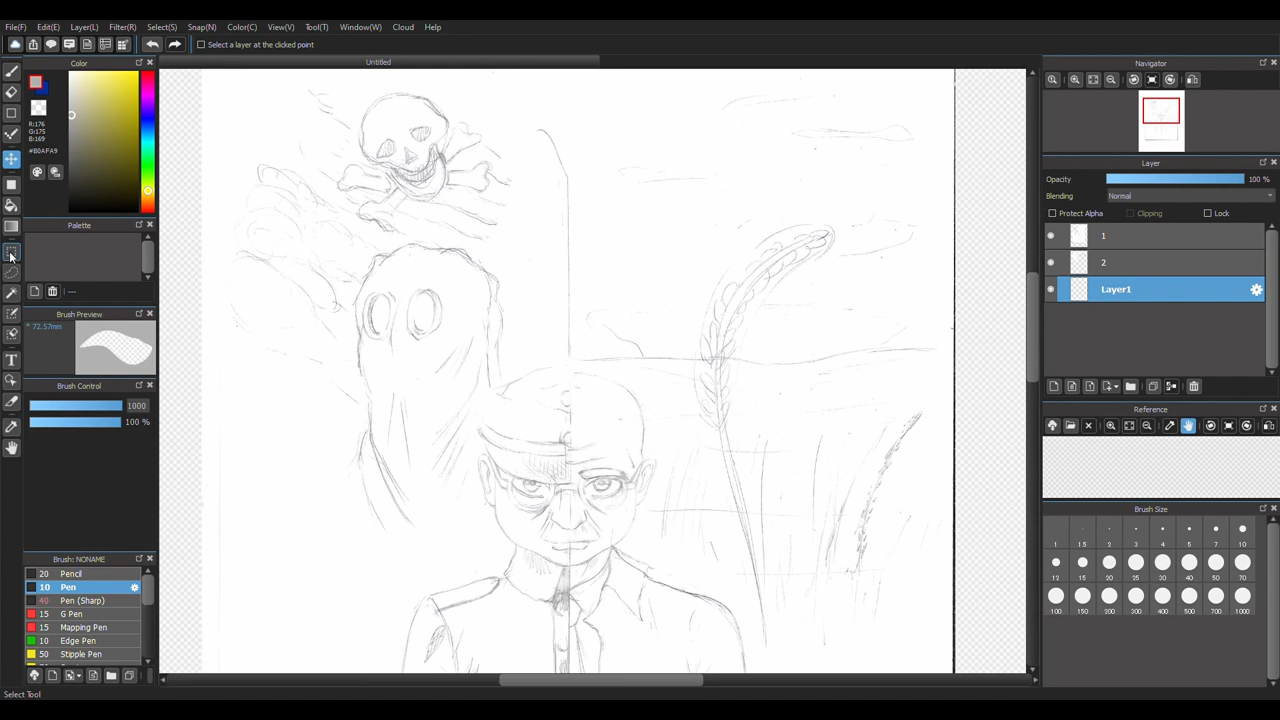 File(F) Edit(E) Layer(L) Filter(R) Select(S) Snap(N) Color(C) View(V) Tool(T) Window(W) Cloud Help
Select a layer at the clicked point
Color
R:176
G:175
B:169
#B0AFA9
Palette
---
Brush Preview
* 72.57mm
Brush Control
1000
100 %
Brush: NONAME
20 Pencil
10 Pen
40 Pen (Sharp)
15 G Pen
15 Mapping Pen
10 Edge Pen
50 Stipple Pen
Select Tool
Untitled
Navigator
Layer
Opacity 100 %
Blending Normal
Protect Alpha Clipping Lock
1
2
Layer1
Reference
Brush Size
1 1.5 2 3 4 5 7 10
12 15 20 25 30 40 50 70
100 150 200 300 400 500 700 1000